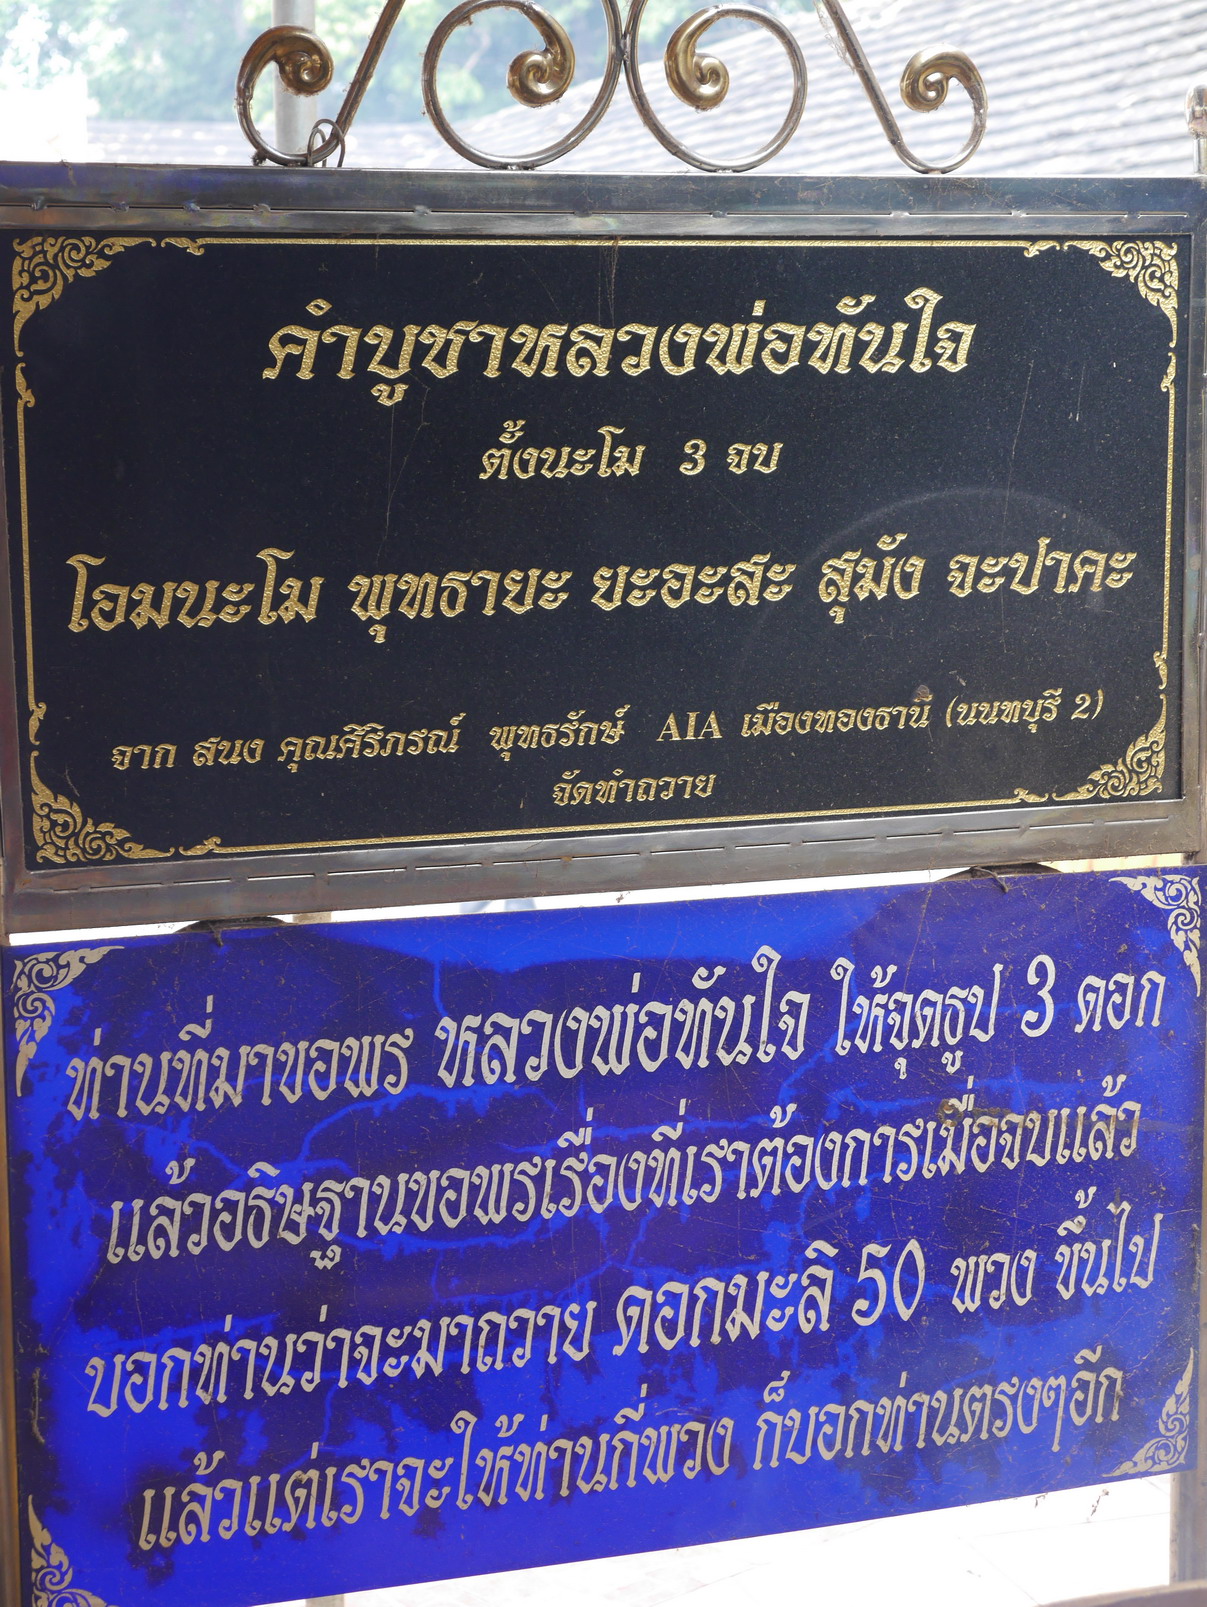 คำบูชาหลวงพ่อทันใจ
ตั้งนะโม 3 จบ
โอมนะโม พุทธายะ ยะอะสะ สุมัง จะปาคะ
จาก สนง คุณศิริภรณ์ พุทธรักษ์ AIA เมืองทองธานี (นนทบุรี 2)
จัดทำถวาย
ท่านที่มาขอพร หลวงพ่อทันใจ ให้จุดธูป 3 ดอก
แล้วอธิษฐานขอพรเรื่องที่เราต้องการเมื่อจบแล้ว
บอกท่านว่าจะมาถวาย ดอกมะลิ 50 พวง ขึ้นไป
แล้วแต่เราจะให้ท่านกี่พวง ก็บอกท่านตรงๆอีก